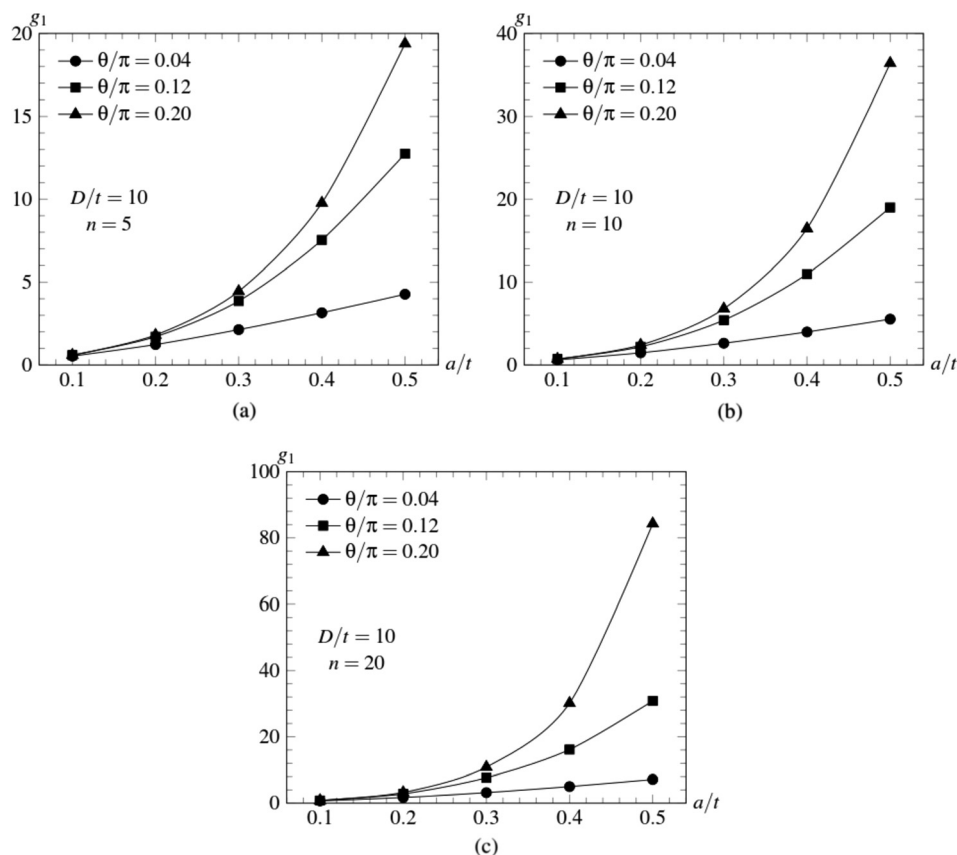 g₁
20
15
10
5
0
θ/π = 0.04
θ/π = 0.12
θ/π = 0.20
D/t = 10
n = 5
0.1 0.2 0.3 0.4 0.5 a/t
(a)
g₁
40
30
20
10
0
θ/π = 0.04
θ/π = 0.12
θ/π = 0.20
D/t = 10
n = 10
0.1 0.2 0.3 0.4 0.5 a/t
(b)
g₁
100
80
60
40
20
0
θ/π = 0.04
θ/π = 0.12
θ/π = 0.20
D/t = 10
n = 20
0.1 0.2 0.3 0.4 0.5 a/t
(c)